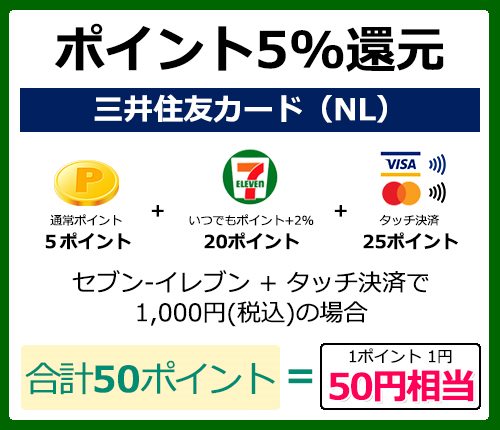 ポイント5%還元
三井住友カード（NL）
P
7
ELEVEN
VISA
通常ポイント
5ポイント
+
いつでもポイント+2%
20ポイント
+
タッチ決済
25ポイント
セブン-イレブン + タッチ決済で
1,000円(税込)の場合
合計50ポイント
=
1ポイント 1円
50円相当